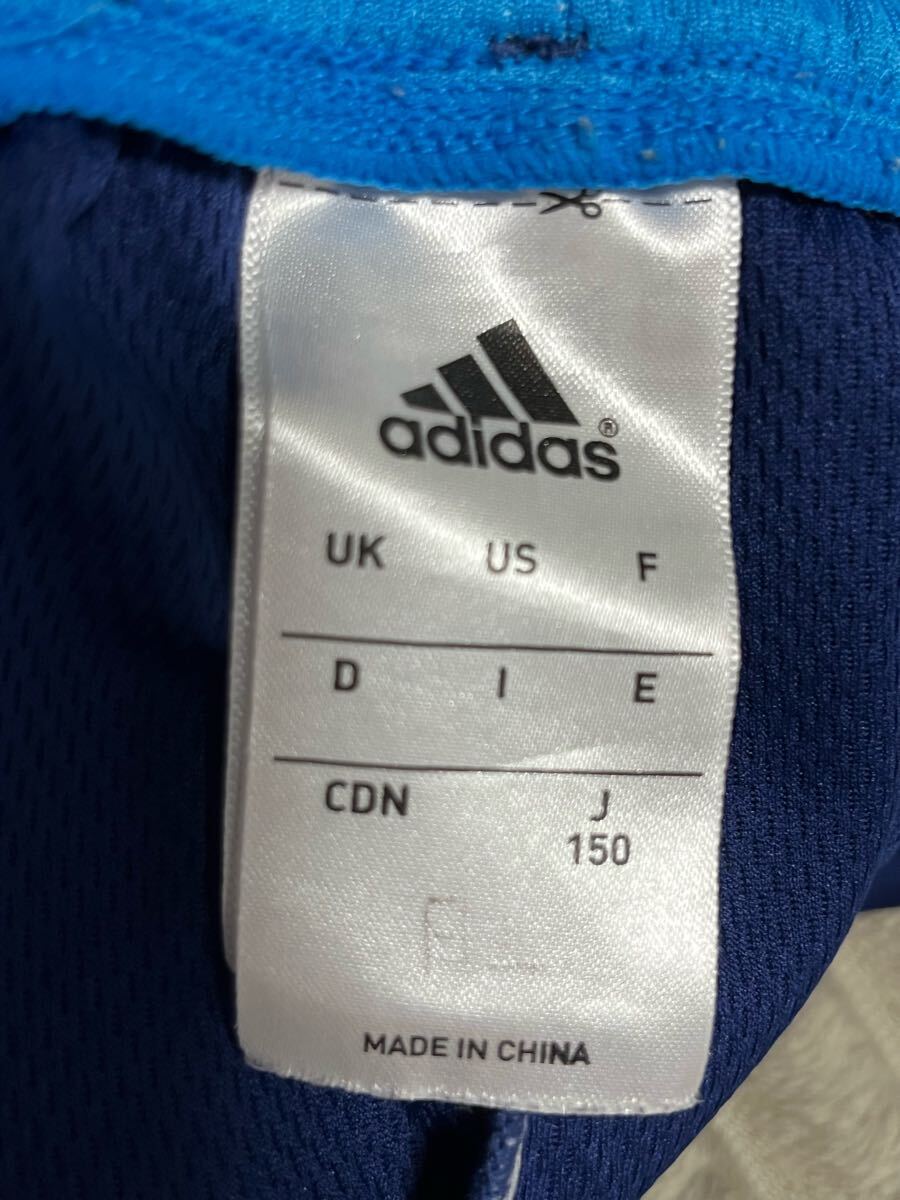 adidas®
UK US F
D I E
CDN J
150
MADE IN CHINA